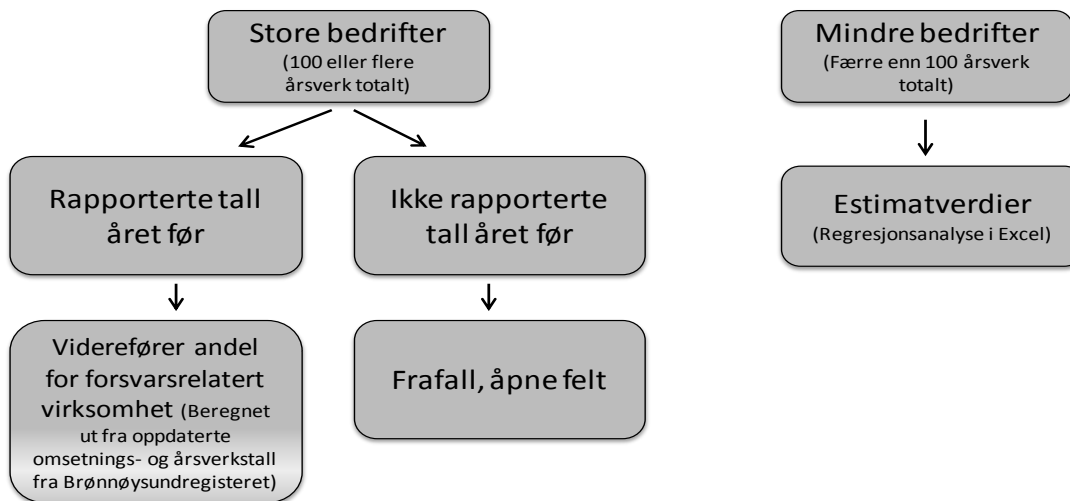 Store bedrifter
(100 eller flere
årsverk totalt)
Mindre bedrifter
(Færre enn 100 årsverk
totalt)
Rapporterte tall
året før
Ikke rapporterte
tall året før
Estimatverdier
(Regresjonsanalyse i Excel)
Viderefører andel
for forsvarsrelatert
virksomhet (Beregnet
ut fra oppdaterte
omsetnings- og årsverkstall
fra Brønnøysundregisteret)
Frafall, åpne felt